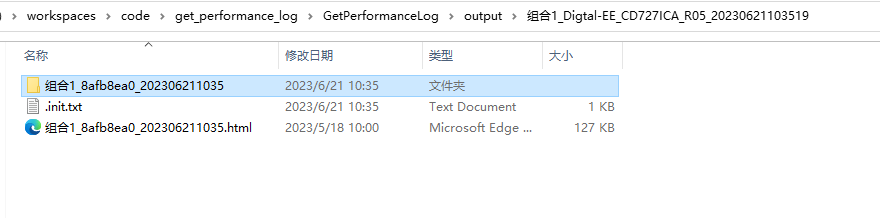 workspaces > code > get_performance_log > GetPerformanceLog > output > 组合1_Digtal-EE_CD727ICA_R05_20230621103519
名称 修改日期 类型 大小
组合1_8afb8ea0_202306211035 2023/6/21 10:35 文件夹
.init.txt 2023/6/21 10:35 Text Document 1 KB
组合1_8afb8ea0_202306211035.html 2023/5/18 10:00 Microsoft Edge ... 127 KB